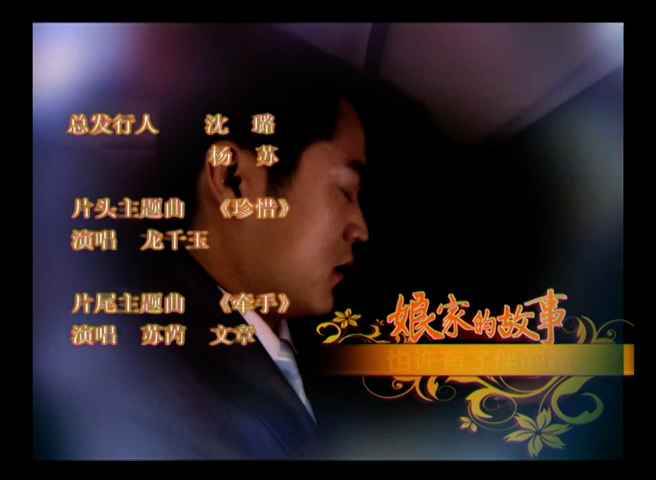 总发行人 沈 璐
杨 苏
片头主题曲 《珍惜》
演唱 龙千玉
片尾主题曲 《牵手》
演唱 苏芮 文章
娘家的故事